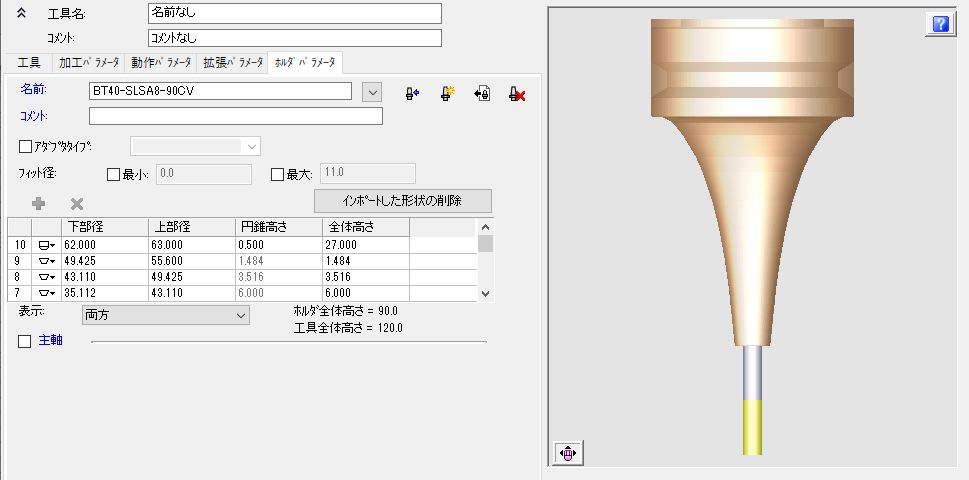 工具名: 名前なし
コメント: コメントなし
工具 加工パラメータ 動作パラメータ 拡張パラメータ ホルダパラメータ
名前: BT40-SLSA8-90CV
コメント:
アダプタタイプ:
フィット径: 最小: 0.0 最大: 11.0
インポートした形状の削除
下部径 上部径 円錐高さ 全体高さ
10 62.000 63.000 0.500 27.000
9 49.425 55.600 1.484 1.484
8 43.110 49.425 3.516 3.516
7 35.112 43.110 6.000 6.000
表示: 両方 ホルダ全体高さ = 90.0
工具全体高さ = 120.0
主軸